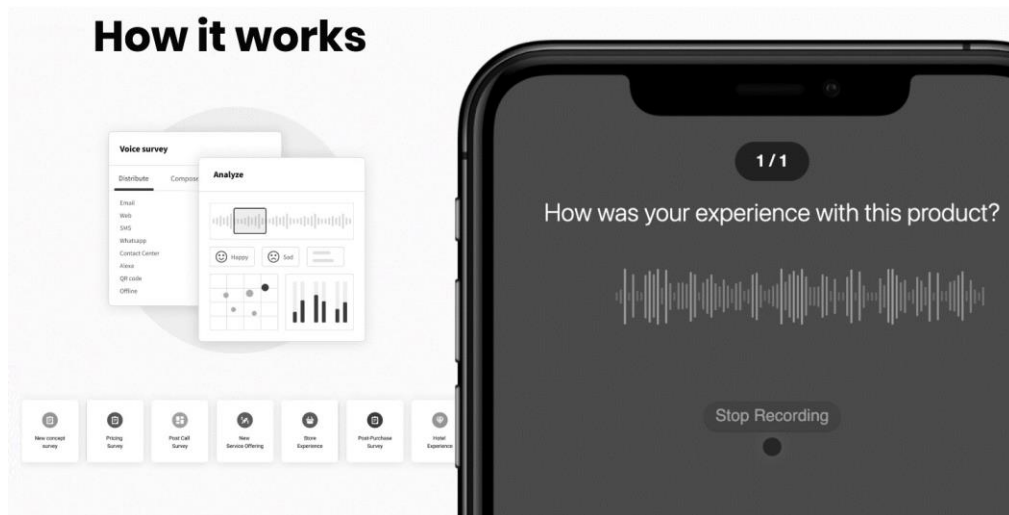 How it works
Voice survey
Distribute Compose
Email
Web
SMS
Whatsapp
Contact Center
Alexa
QR code
Offline
Analyze
Happy Sad
New concept
survey
Pricing
Survey
Post Call
Survey
New
Service Offering
Store
Experience
Post-Purchase
Survey
Hotel
Experience
1/1
How was your experience with this product?
Stop Recording